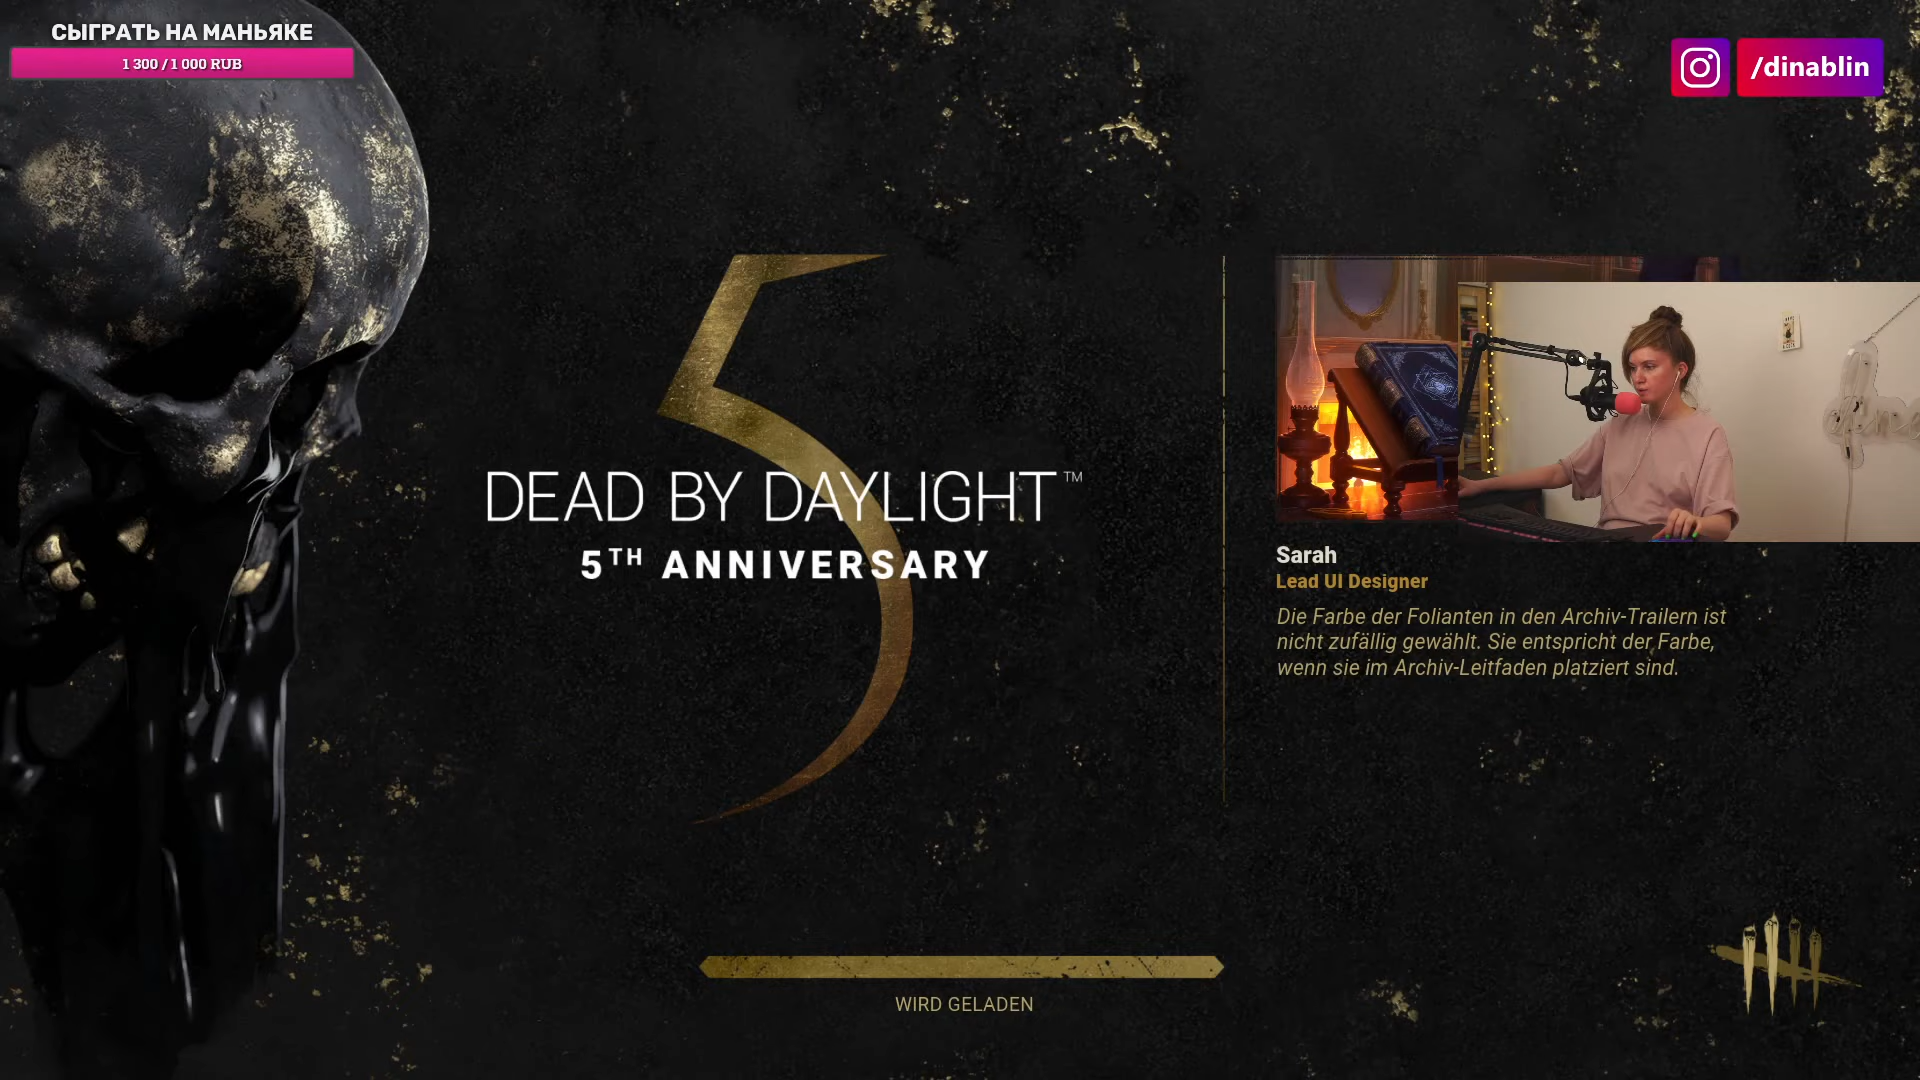 СЫГРАТЬ НА МАНЬЯКЕ
1 300 / 1 000 RUB
/dinablin
5
DEAD BY DAYLIGHT™
5TH ANNIVERSARY
Sarah
Lead UI Designer
Die Farbe der Folianten in den Archiv-Trailern ist
nicht zufällig gewählt. Sie entspricht der Farbe,
wenn sie im Archiv-Leitfaden platziert sind.
WIRD GELADEN